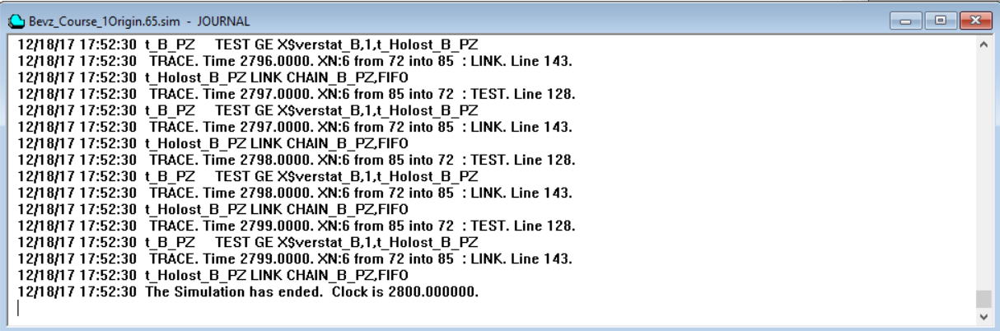 Bevz_Course_1Origin.65.sim - JOURNAL
12/18/17 17:52:30 t_B_PZ TEST GE X$verstat_B,1,t_Holost_B_PZ
12/18/17 17:52:30 TRACE. Time 2796.0000. XN:6 from 72 into 85 : LINK. Line 143.
12/18/17 17:52:30 t_Holost_B_PZ LINK CHAIN_B_PZ,FIFO
12/18/17 17:52:30 TRACE. Time 2797.0000. XN:6 from 85 into 72 : TEST. Line 128.
12/18/17 17:52:30 t_B_PZ TEST GE X$verstat_B,1,t_Holost_B_PZ
12/18/17 17:52:30 TRACE. Time 2797.0000. XN:6 from 72 into 85 : LINK. Line 143.
12/18/17 17:52:30 t_Holost_B_PZ LINK CHAIN_B_PZ,FIFO
12/18/17 17:52:30 TRACE. Time 2798.0000. XN:6 from 85 into 72 : TEST. Line 128.
12/18/17 17:52:30 t_B_PZ TEST GE X$verstat_B,1,t_Holost_B_PZ
12/18/17 17:52:30 TRACE. Time 2798.0000. XN:6 from 72 into 85 : LINK. Line 143.
12/18/17 17:52:30 t_Holost_B_PZ LINK CHAIN_B_PZ,FIFO
12/18/17 17:52:30 TRACE. Time 2799.0000. XN:6 from 85 into 72 : TEST. Line 128.
12/18/17 17:52:30 t_B_PZ TEST GE X$verstat_B,1,t_Holost_B_PZ
12/18/17 17:52:30 TRACE. Time 2799.0000. XN:6 from 72 into 85 : LINK. Line 143.
12/18/17 17:52:30 t_Holost_B_PZ LINK CHAIN_B_PZ,FIFO
12/18/17 17:52:30 The Simulation has ended. Clock is 2800.000000.